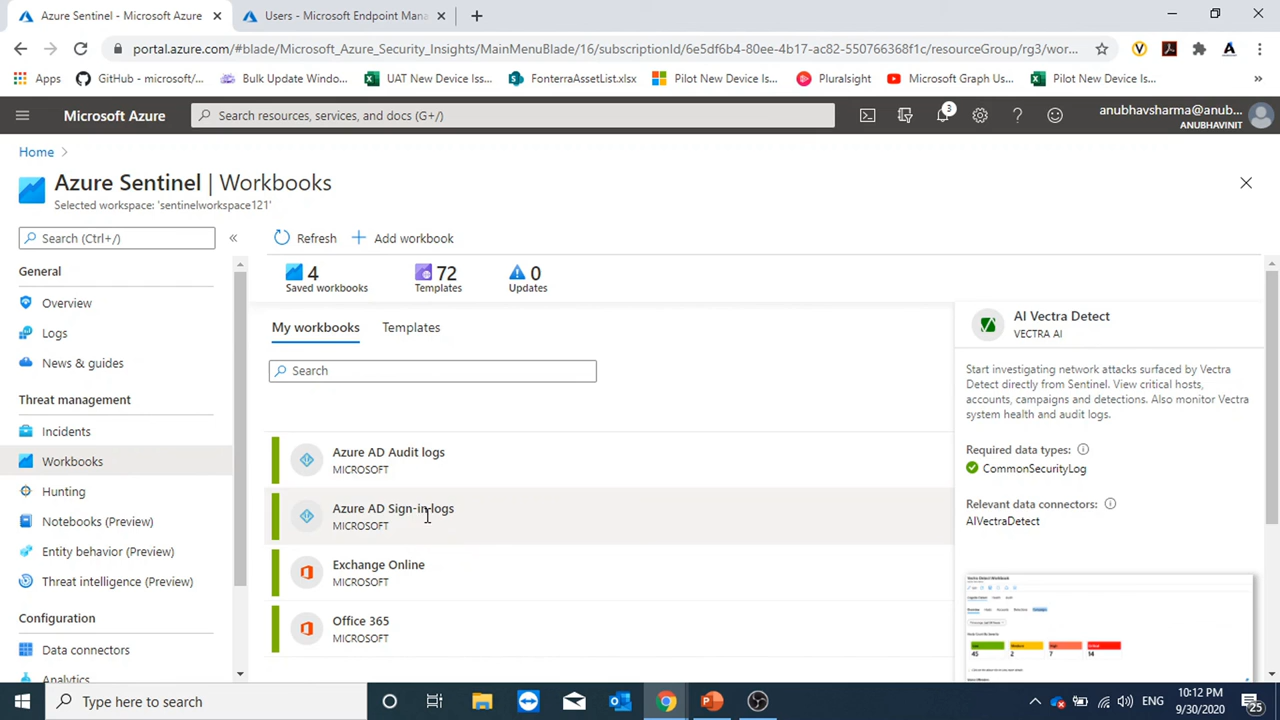 Azure Sentinel - Microsoft Azure
Users - Microsoft Endpoint Mana
portal.azure.com/#blade/Microsoft_Azure_Security_Insights/MainMenuBlade/16/subscriptionId/6e5df6b4-80ee-4b17-ac82-550766368f1c/resourceGroup/rg3/wor...
Apps GitHub - microsoft/... Bulk Update Windo... UAT New Device Iss... FonterraAssetList.xlsx Pilot New Device Is... Pluralsight Microsoft Graph Us... Pilot New Device Iss...
Microsoft Azure
Search resources, services, and docs (G+/)
3
anubhavsharma@anub...
ANUBHAVINIT
Home
Azure Sentinel | Workbooks
Selected workspace: 'sentinelworkspace121'
Search (Ctrl+/)
«
General
Overview
Logs
News & guides
Threat management
Incidents
Workbooks
Hunting
Notebooks (Preview)
Entity behavior (Preview)
Threat intelligence (Preview)
Configuration
Data connectors
Analytics
Refresh
Add workbook
4
Saved workbooks
72
Templates
0
Updates
My workbooks
Templates
Search
Azure AD Audit logs
MICROSOFT
Azure AD Sign-in logs
MICROSOFT
Exchange Online
MICROSOFT
Office 365
MICROSOFT
AI Vectra Detect
VECTRA AI
Start investigating network attacks surfaced by Vectra
Detect directly from Sentinel. View critical hosts,
accounts, campaigns and detections. Also monitor Vectra
system health and audit logs.
Required data types:
CommonSecurityLog
Relevant data connectors:
AIVectraDetect
45
2
7
14
Type here to search
ENG
10:12 PM
9/30/2020
25